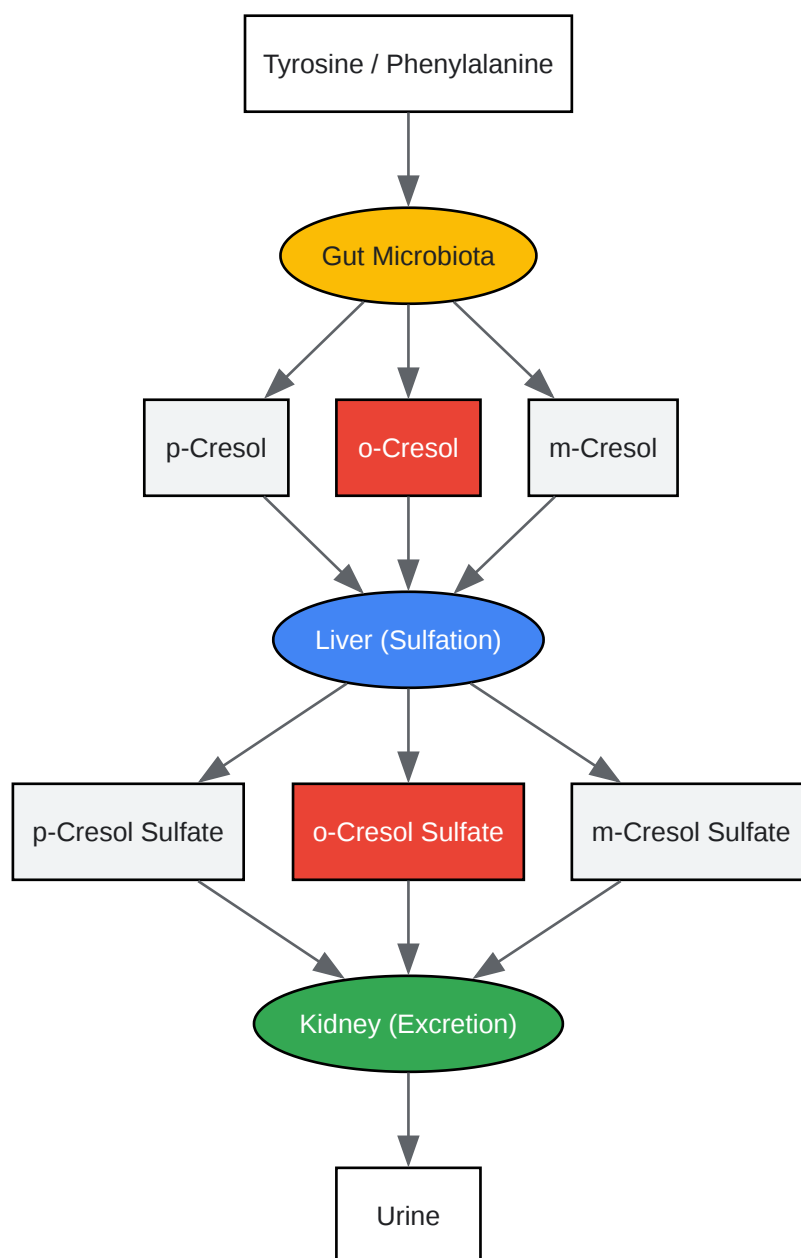 Tyrosine / Phenylalanine
Gut Microbiota
p-Cresol
o-Cresol
m-Cresol
Liver (Sulfation)
p-Cresol Sulfate
o-Cresol Sulfate
m-Cresol Sulfate
Kidney (Excretion)
Urine